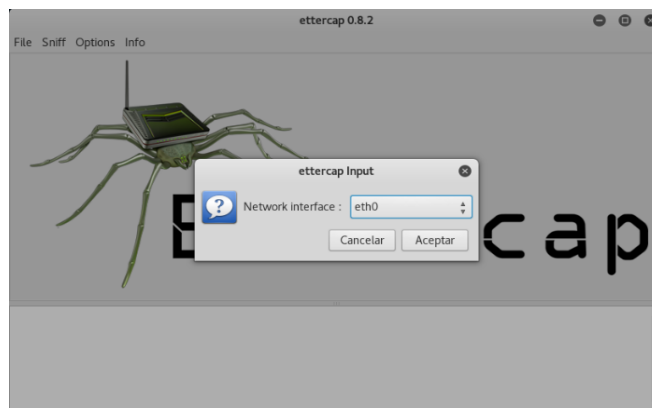 ettercap 0.8.2
File Sniff Options Info
ettercap Input
Network interface : eth0
Cancelar Aceptar
E cap